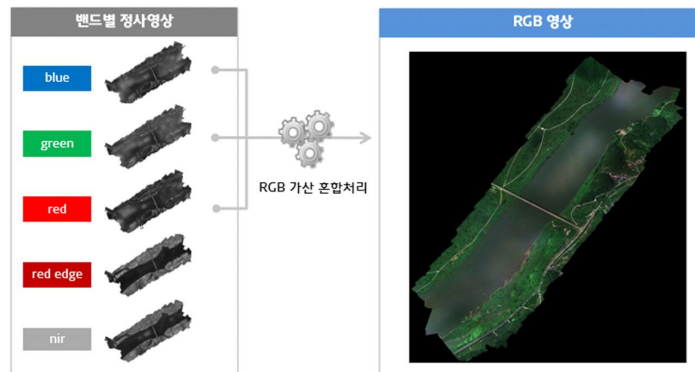 밴드별 정사영상
blue
green
red
red edge
nir
RGB 가산 혼합처리
RGB 영상